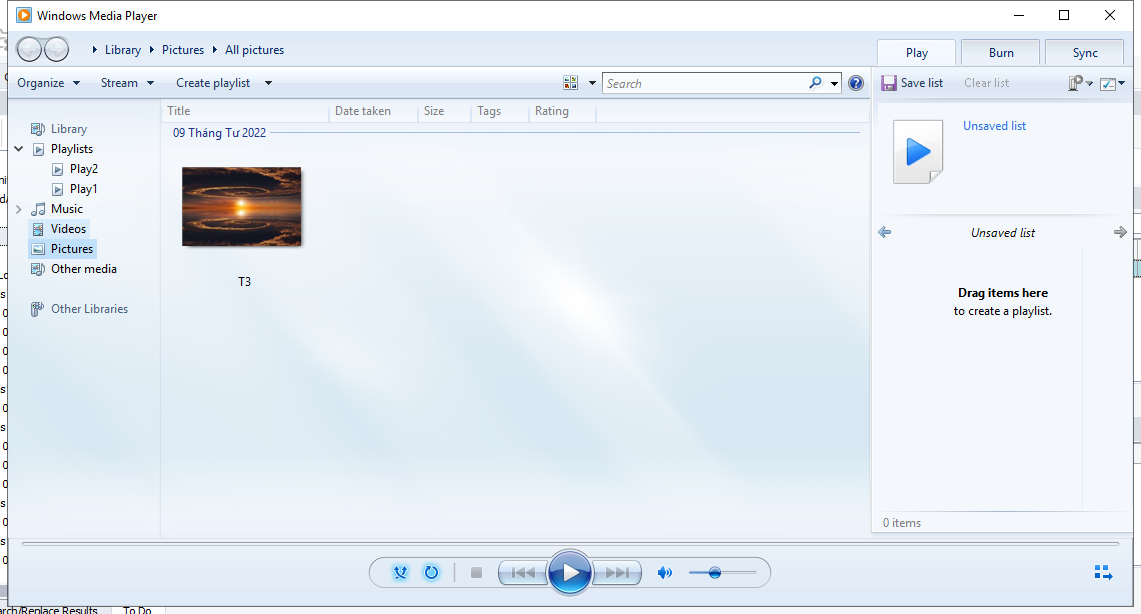 Windows Media Player
Library Pictures All pictures
Play Burn Sync
Organize Stream Create playlist Search Save list Clear list
Title Date taken Size Tags Rating
09 Tháng Tư 2022
Unsaved list
Library
Playlists
Play2
Play1
Music
Videos
Pictures
Other media
Other Libraries
T3
Unsaved list
Drag items here
to create a playlist.
0 items
arch/Replace Results To Do